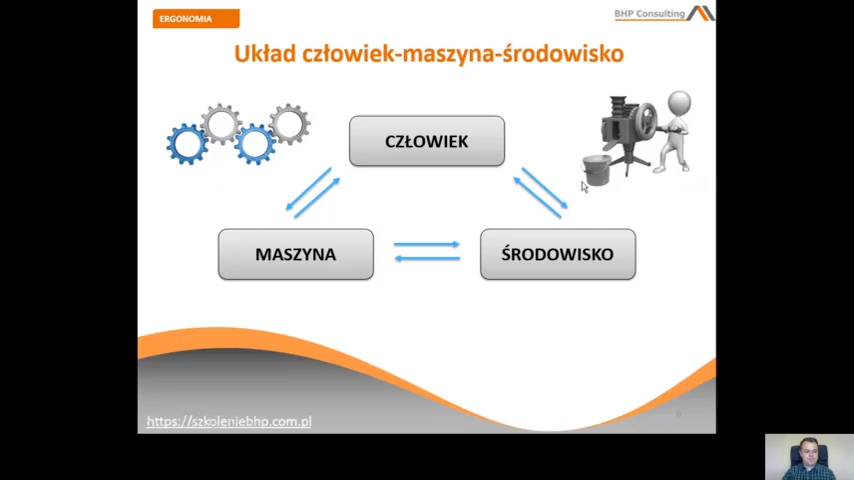 ERGONOMIA
BHP Consulting
Układ człowiek-maszyna-środowisko
CZŁOWIEK
MASZYNA
ŚRODOWISKO
https://szkoleniebhp.com.pl